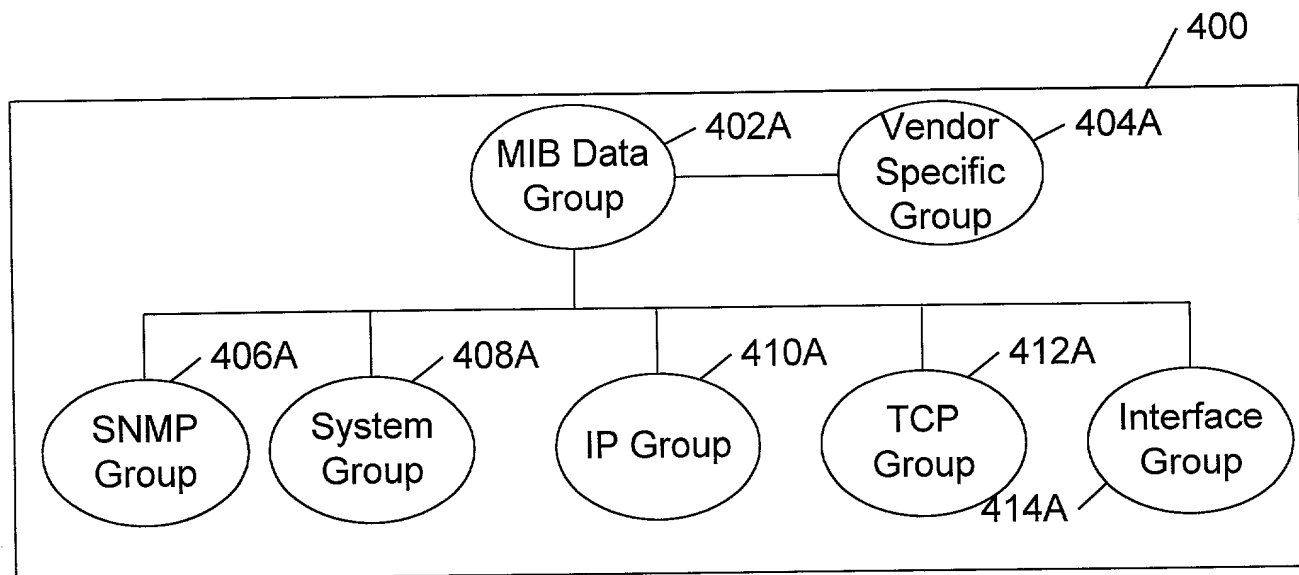 400
MIB Data
Group
402A
Vendor
Specific
Group
404A
SNMP
Group
406A
System
Group
408A
IP Group
410A
TCP
Group
412A
Interface
Group
414A